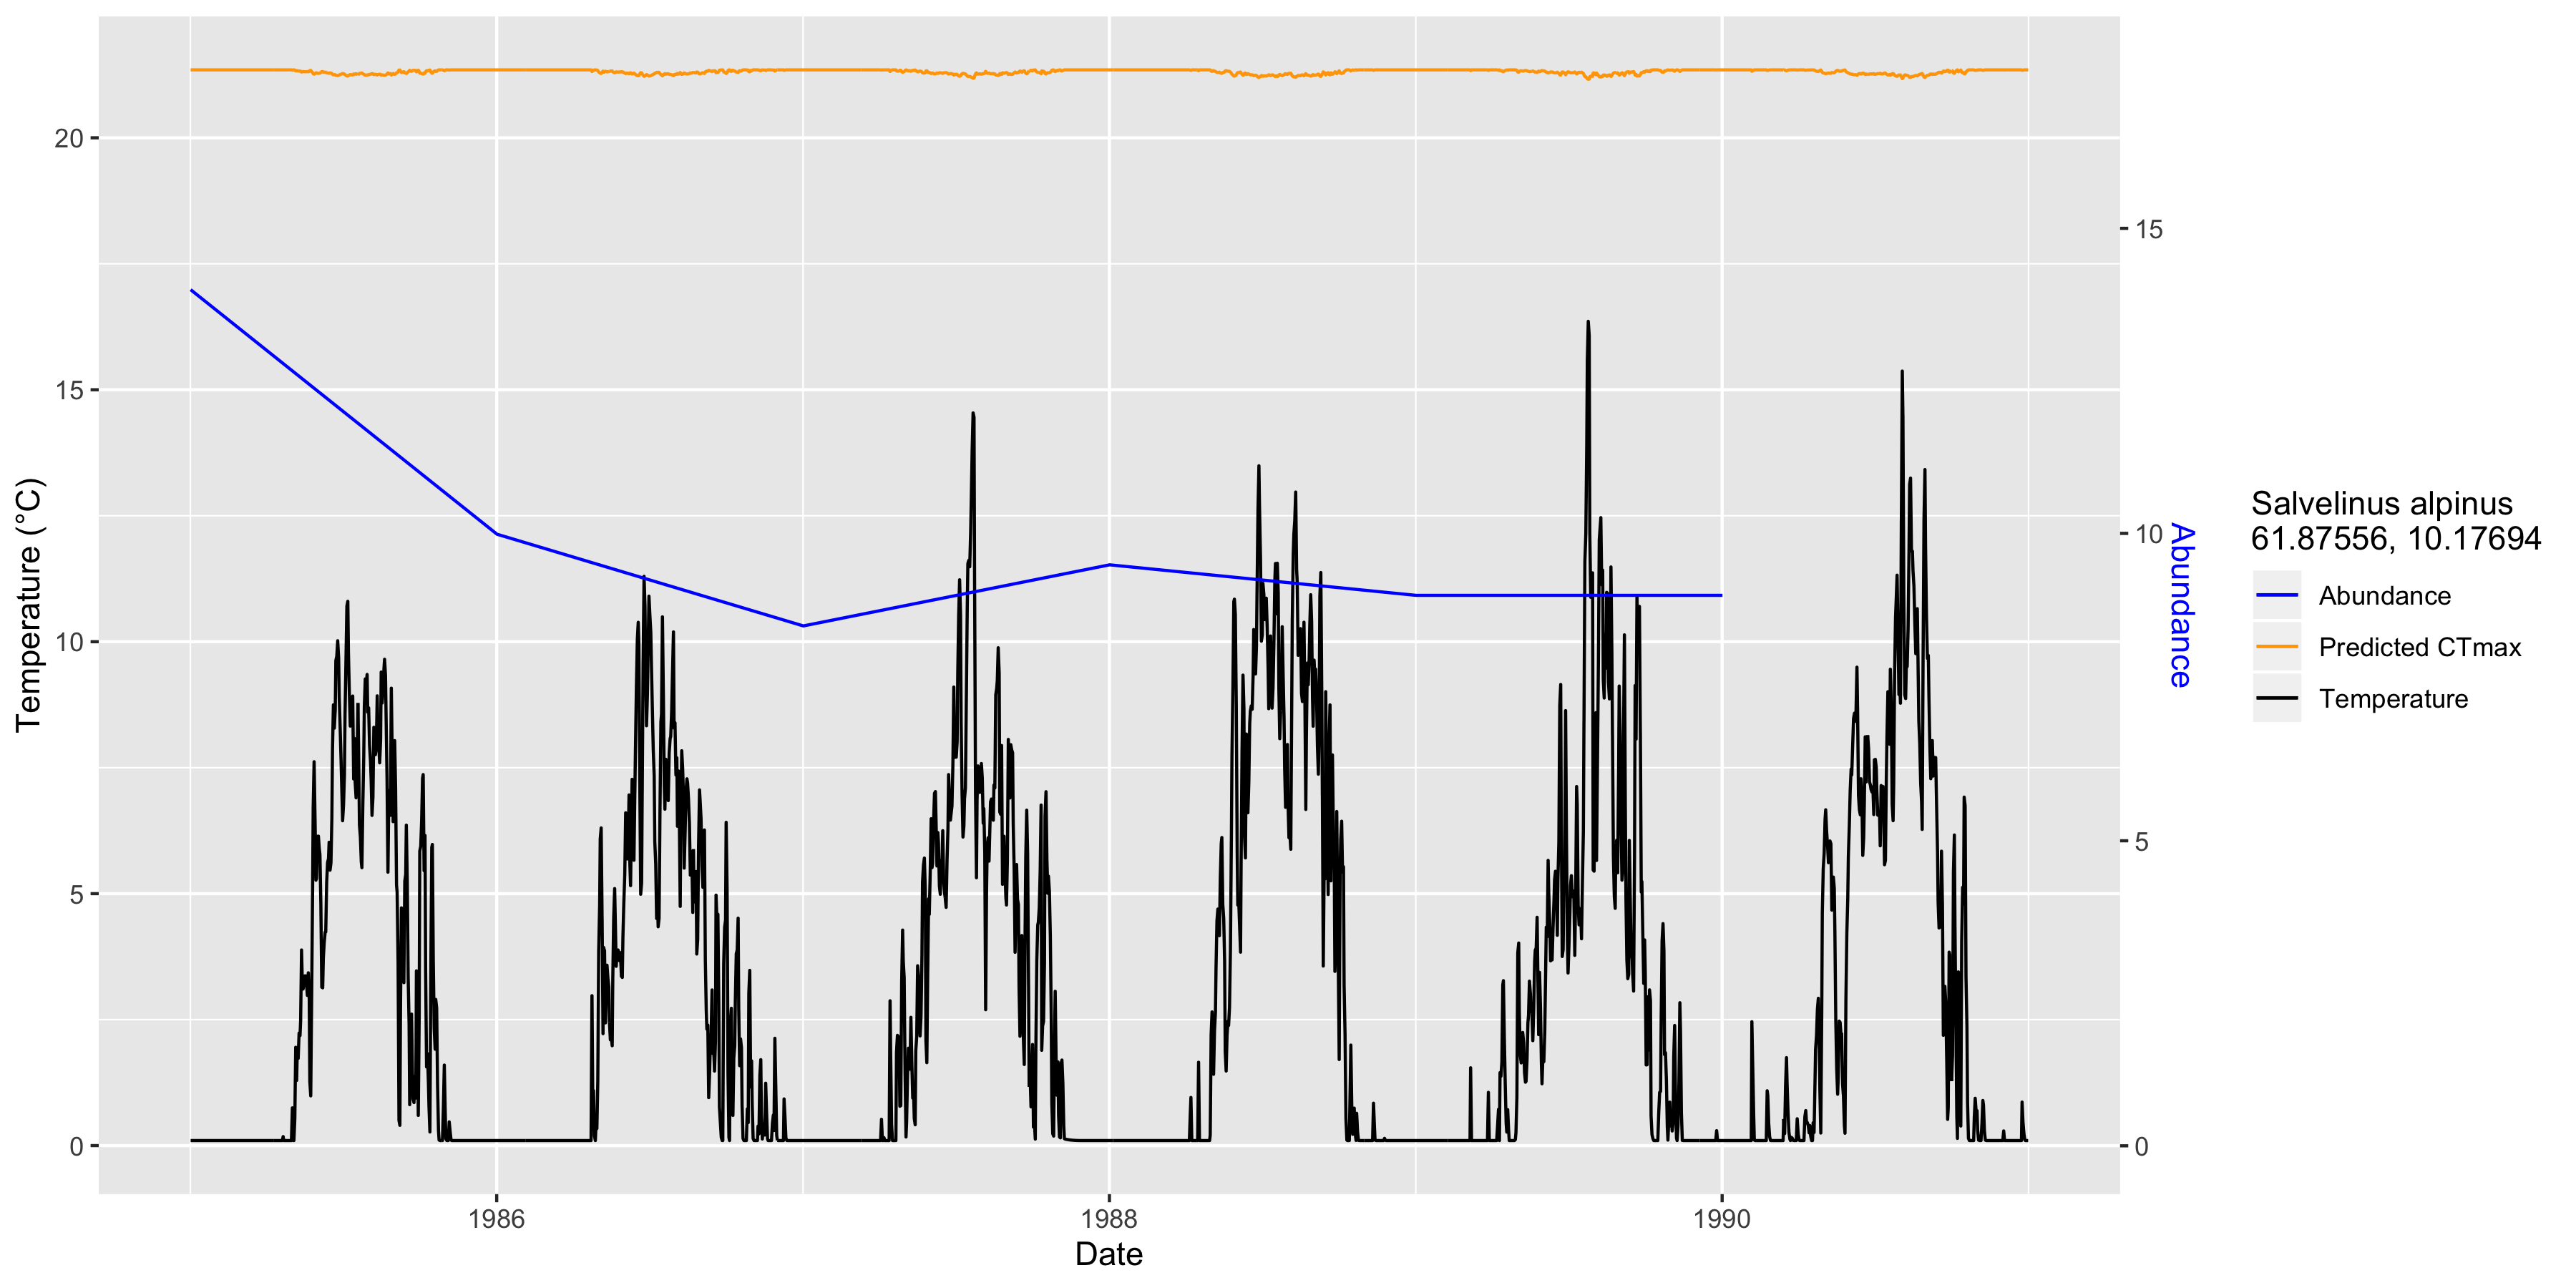 20
15
10
5
0
Temperature (°C)
1986
1988
1990
Date
15
10
5
0
Abundance
Salvelinus alpinus
61.87556, 10.17694
Abundance
Predicted CTmax
Temperature